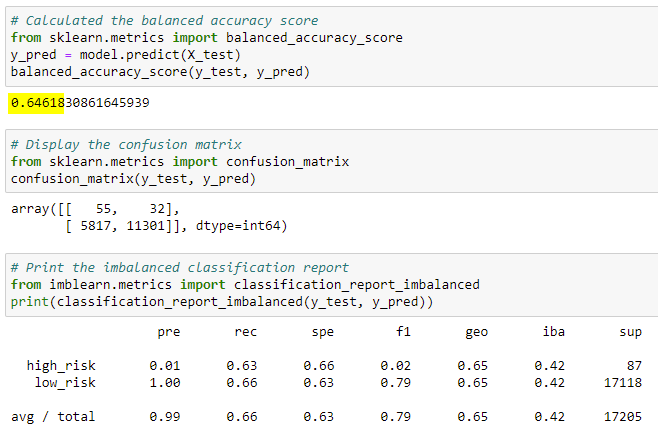 # Calculated the balanced accuracy score
from sklearn.metrics import balanced_accuracy_score
y_pred = model.predict(X_test)
balanced_accuracy_score(y_test, y_pred)
0.6461830861645939
# Display the confusion matrix
from sklearn.metrics import confusion_matrix
confusion_matrix(y_test, y_pred)
array([[   55,    32],
       [ 5817, 11301]], dtype=int64)
# Print the imbalanced classification report
from imblearn.metrics import classification_report_imbalanced
print(classification_report_imbalanced(y_test, y_pred))
                   pre       rec       spe        f1       geo       iba       sup
  high_risk       0.01      0.63      0.66      0.02      0.65      0.42        87
   low_risk       1.00      0.66      0.63      0.79      0.65      0.42     17118
avg / total       0.99      0.66      0.63      0.79      0.65      0.42     17205